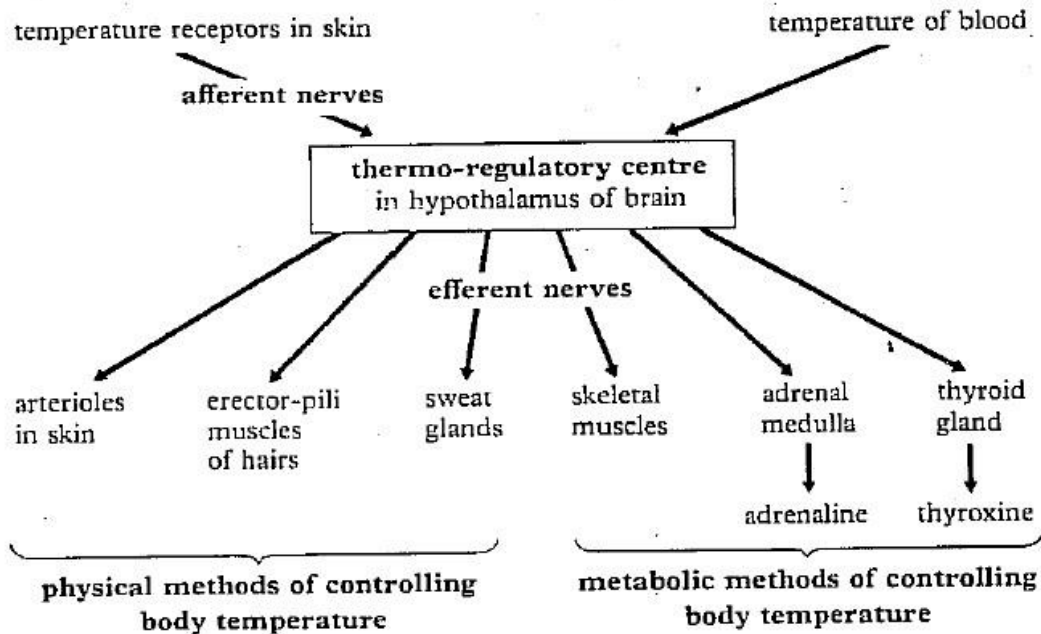 temperature receptors in skin
temperature of blood
afferent nerves
thermo-regulatory centre
in hypothalamus of brain
efferent nerves
arterioles
in skin
erector-pili
muscles
of hairs
sweat
glands
skeletal
muscles
adrenal
medulla
thyroid
gland
adrenaline
thyroxine
physical methods of controlling
body temperature
metabolic methods of controlling
body temperature